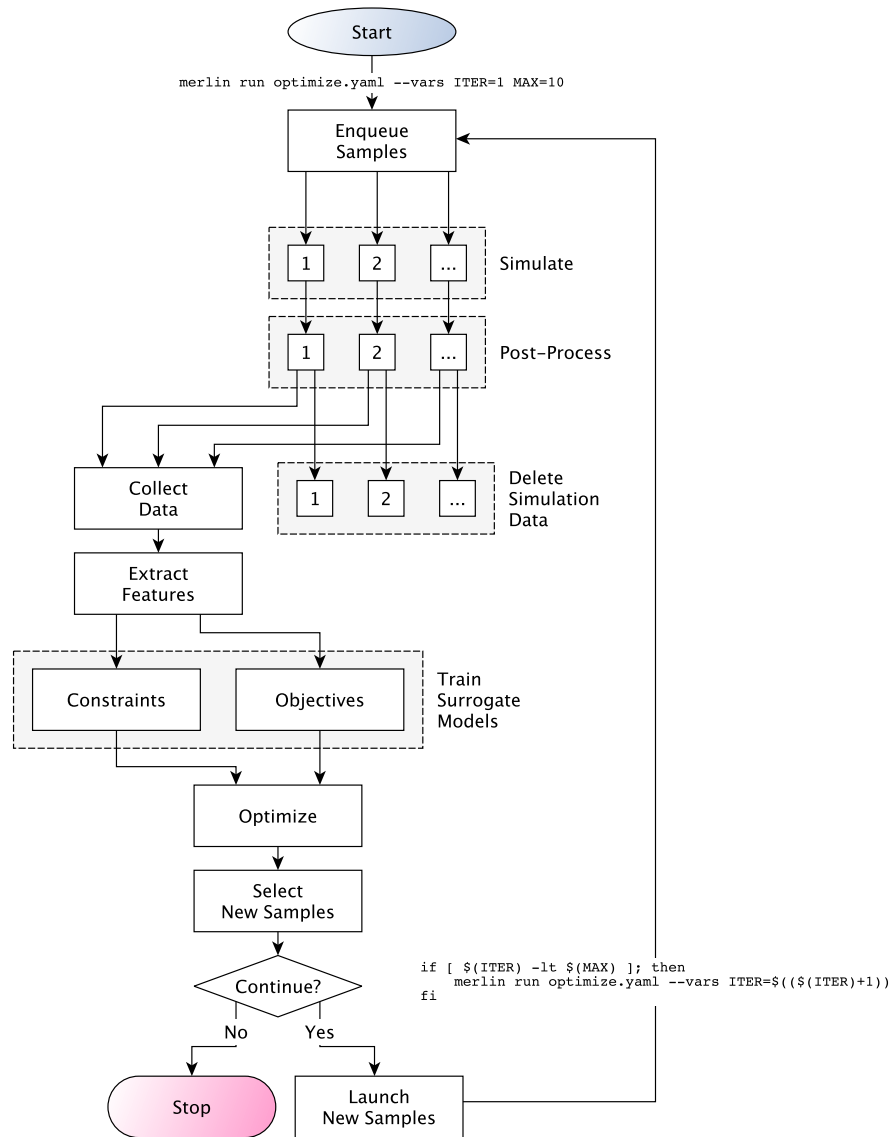 Start
merlin run optimize.yaml --vars ITER=1 MAX=10
Enqueue
Samples
1
2
...
Simulate
1
2
...
Post-Process
Collect
Data
1
2
...
Delete
Simulation
Data
Extract
Features
Constraints
Objectives
Train
Surrogate
Models
Optimize
Select
New Samples
Continue?
if [ $(ITER) -lt $(MAX) ]; then
merlin run optimize.yaml --vars ITER=$(($(ITER)+1))
fi
No
Yes
Stop
Launch
New Samples